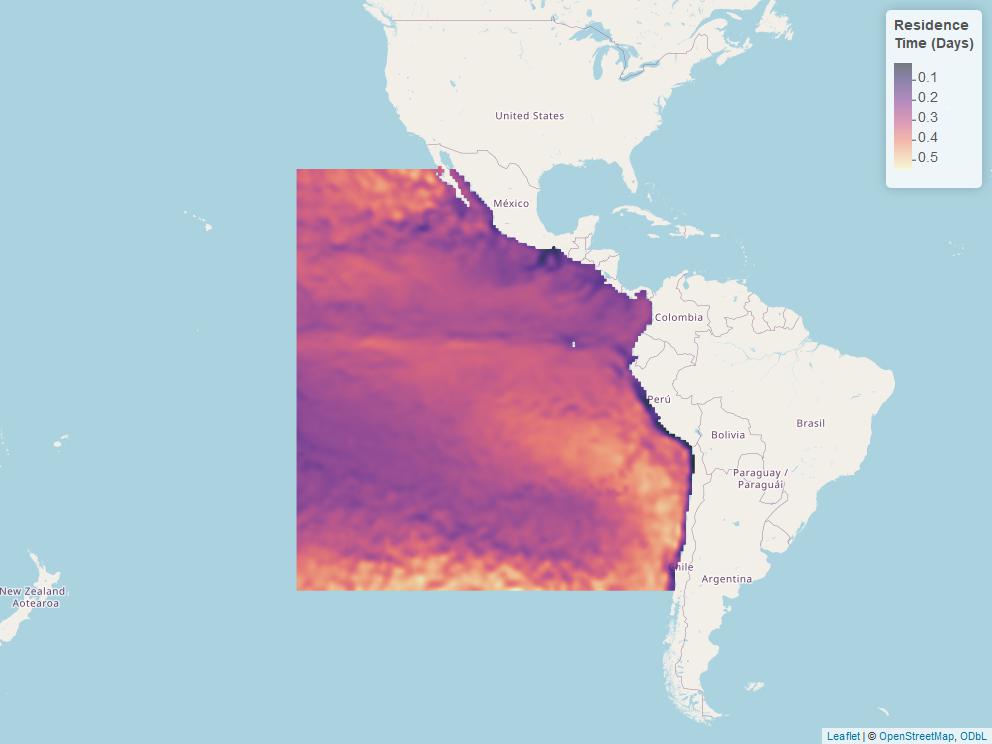 Residence
Time (Days)
0.1
0.2
0.3
0.4
0.5
United States
México
Colombia
Perú
Brasil
Bolivia
Paraguay /
Paraguái
hile
Argentina
New Zealand
Aotearoa
Leaflet | © OpenStreetMap, ODbL